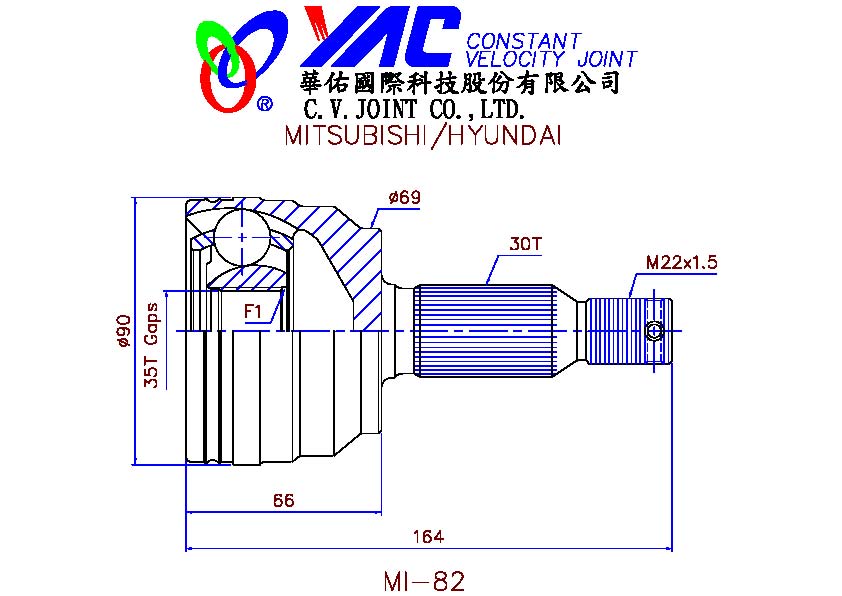 YAC CONSTANT
VELOCITY JOINT
®
華佑國際科技股份有限公司
C.V.JOINT CO.,LTD.
MITSUBISHI/HYUNDAI
ø69
30T
M22x1.5
F1
ø90
35T Gaps
66
164
MI-82